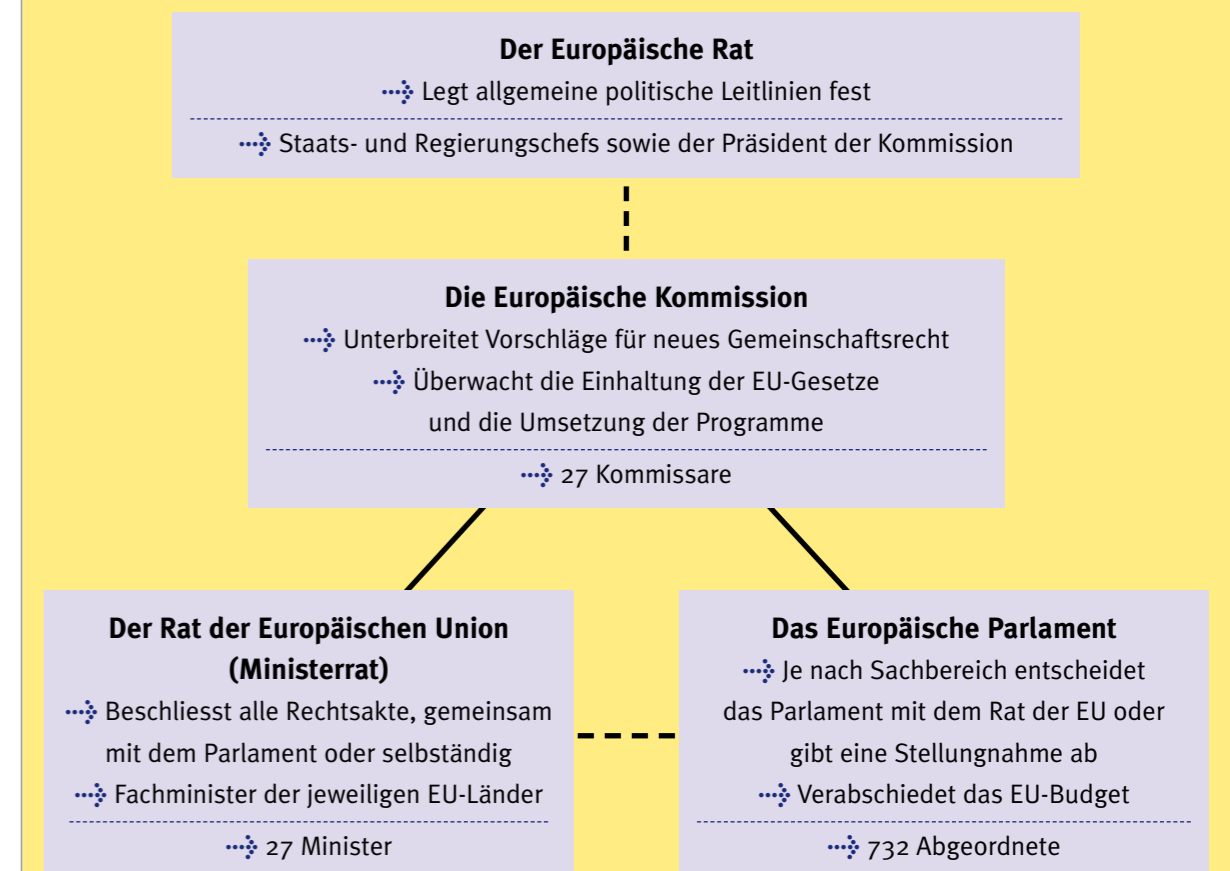 Der Europäische Rat
Legt allgemeine politische Leitlinien fest
Staats- und Regierungschefs sowie der Präsident der Kommission
Die Europäische Kommission
Unterbreitet Vorschläge für neues Gemeinschaftsrecht
Überwacht die Einhaltung der EU-Gesetze
und die Umsetzung der Programme
27 Kommissare
Der Rat der Europäischen Union
(Ministerrat)
Beschliesst alle Rechtsakte, gemeinsam
mit dem Parlament oder selbständig
Fachminister der jeweiligen EU-Länder
27 Minister
Das Europäische Parlament
Je nach Sachbereich entscheidet
das Parlament mit dem Rat der EU oder
gibt eine Stellungnahme ab
Verabschiedet das EU-Budget
732 Abgeordnete